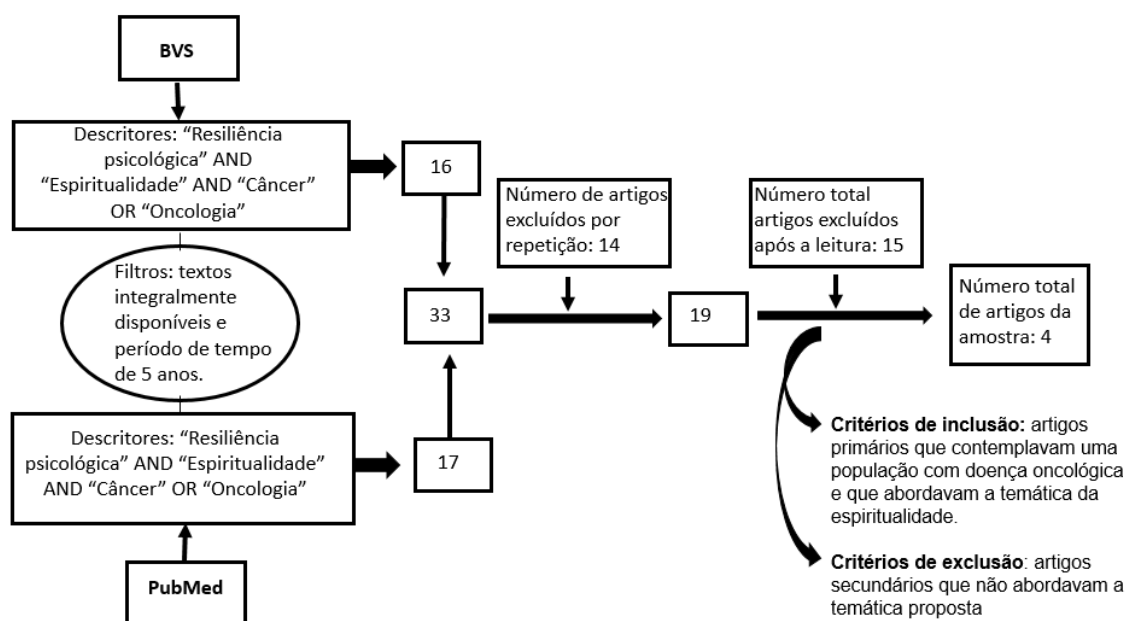 BVS
Descritores: “Resiliência
psicológica” AND
“Espiritualidade” AND “Câncer”
OR “Oncologia”
16
Filtros: textos
integralmente
disponíveis e
período de tempo
de 5 anos.
33
Descritores: “Resiliência
psicológica” AND “Espiritualidade”
AND “Câncer” OR “Oncologia”
17
PubMed
Número de artigos
excluídos por
repetição: 14
19
Número total
artigos excluídos
após a leitura: 15
Número total
de artigos da
amostra: 4
Critérios de inclusão: artigos
primários que contemplavam uma
população com doença oncológica
e que abordavam a temática da
espiritualidade.
Critérios de exclusão: artigos
secundários que não abordavam a
temática proposta